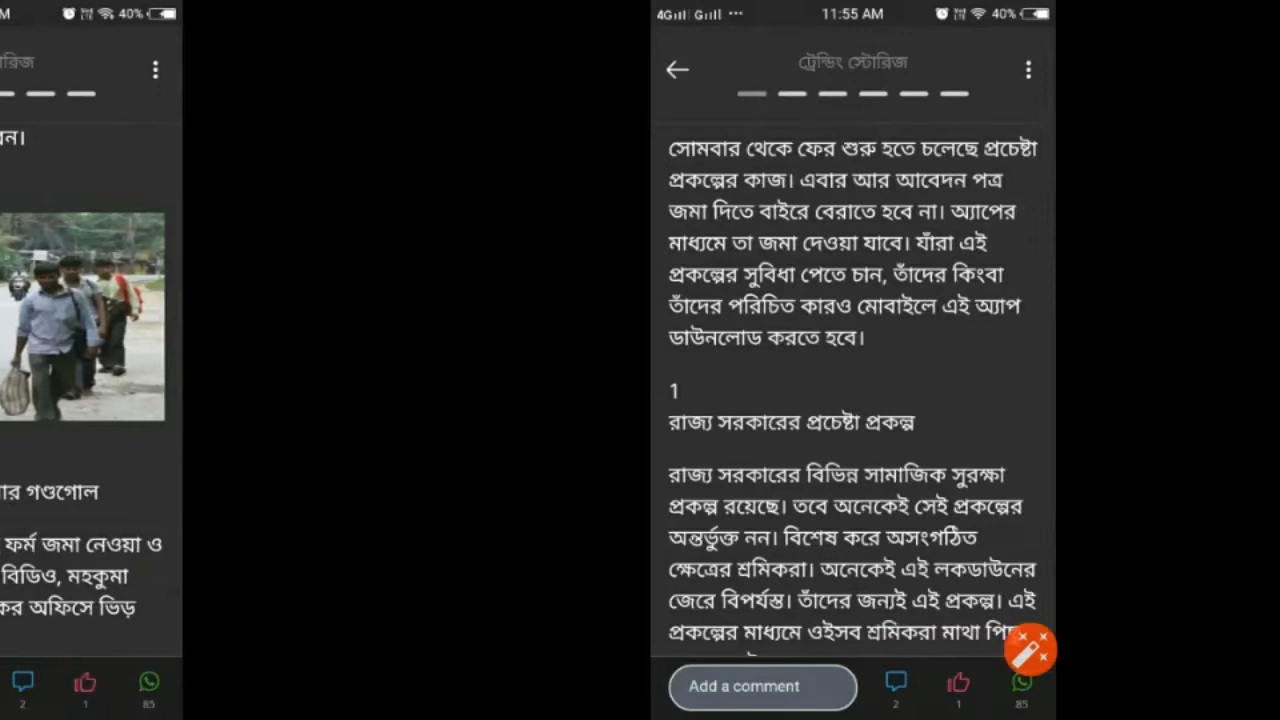 M
40%
রিজ
বন।
ার গণ্ডগোল
ফর্ম জমা নেওয়া ও
বিডিও, মহকুমা
কর অফিসে ভিড়
2
1
85
4G G ...
11:55 AM
40%
ট্রেন্ডিং স্টোরিজ
সোমবার থেকে ফের শুরু হতে চলেছে প্রচেষ্টা
প্রকল্পের কাজ। এবার আর আবেদন পত্র
জমা দিতে বাইরে বেরাতে হবে না। অ্যাপের
মাধ্যমে তা জমা দেওয়া যাবে। যাঁরা এই
প্রকল্পের সুবিধা পেতে চান, তাঁদের কিংবা
তাঁদের পরিচিত কারও মোবাইলে এই অ্যাপ
ডাউনলোড করতে হবে।
1
রাজ্য সরকারের প্রচেষ্টা প্রকল্প
রাজ্য সরকারের বিভিন্ন সামাজিক সুরক্ষা
প্রকল্প রয়েছে। তবে অনেকেই সেই প্রকল্পের
অন্তর্ভুক্ত নন। বিশেষ করে অসংগঠিত
ক্ষেত্রের শ্রমিকরা। অনেকেই এই লকডাউনের
জেরে বিপর্যস্ত। তাঁদের জন্যই এই প্রকল্প। এই
প্রকল্পের মাধ্যমে ওইসব শ্রমিকরা মাথা
Add a comment
2
1
85